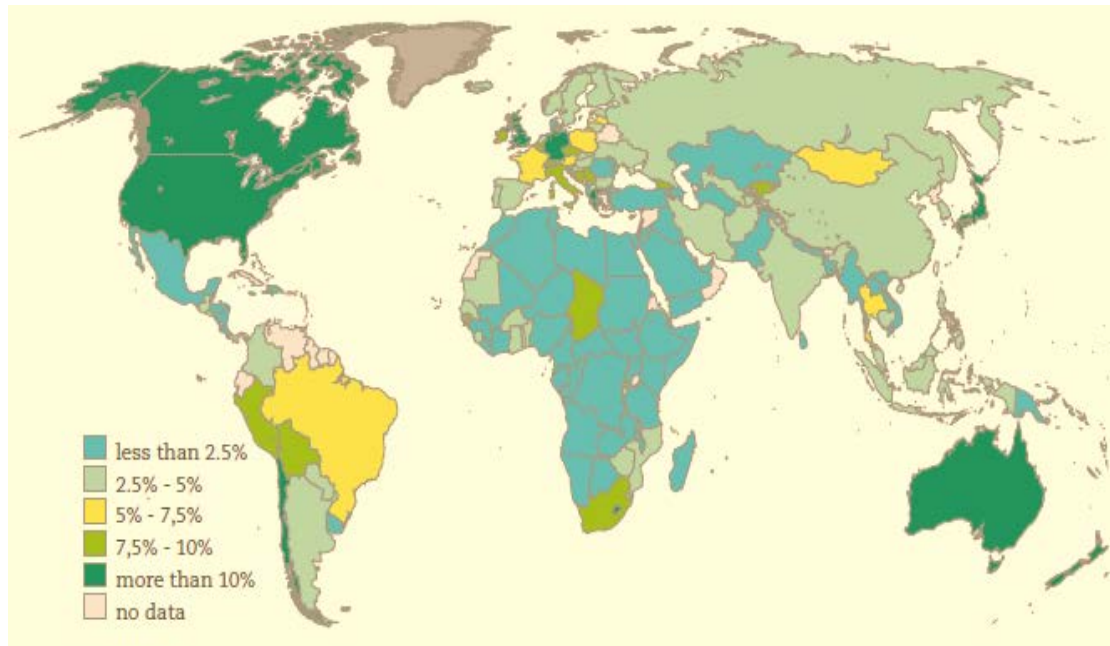 less than 2.5%
2.5% - 5%
5% - 7,5%
7,5% - 10%
more than 10%
no data